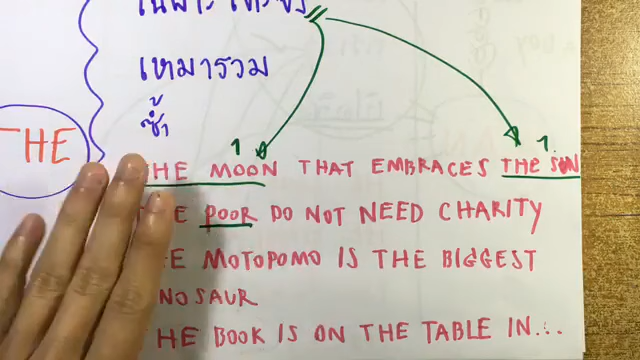 เหมารวม
ซ้ำ
THE
1 1
HE MOON THAT EMBRACES THE SUN
POOR DO NOT NEED CHARITY
E MOTOPOMO IS THE BIGGEST
NOSAUR
HE BOOK IS ON THE TABLE IN...